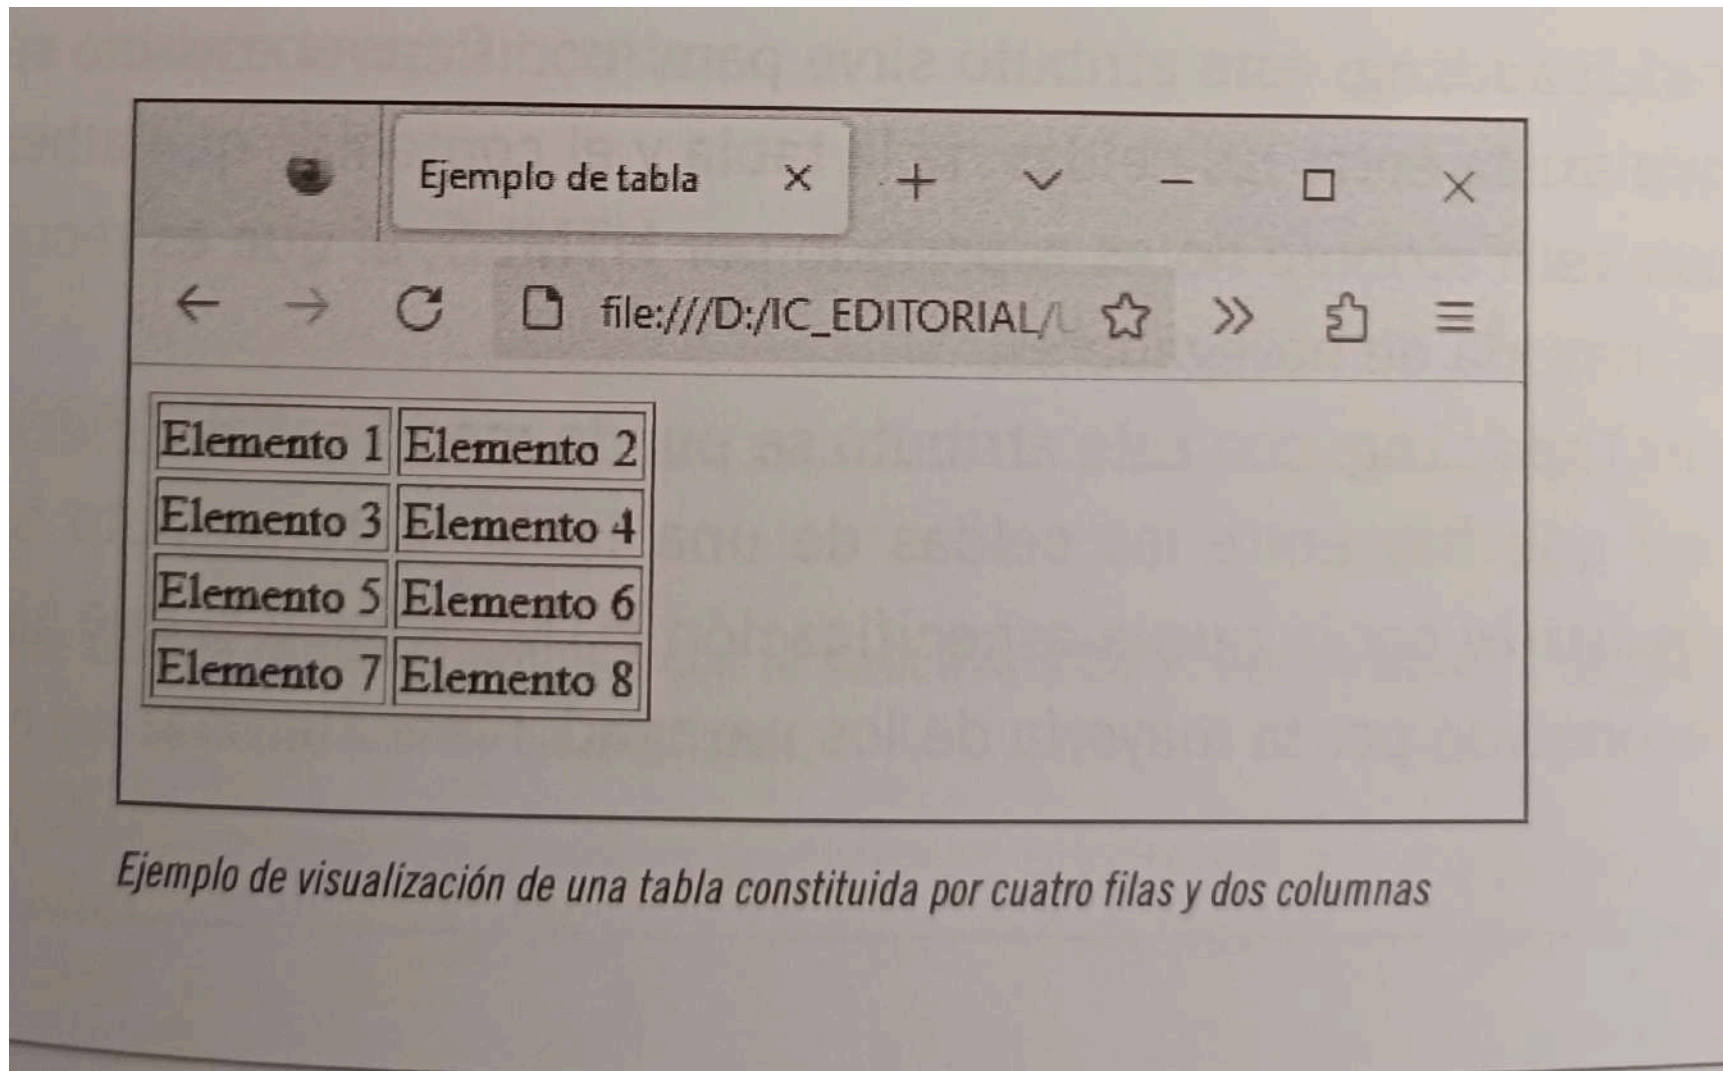 Ejemplo de tabla
file:///D:/IC_EDITORIAL/
Elemento 1 Elemento 2
Elemento 3 Elemento 4
Elemento 5 Elemento 6
Elemento 7 Elemento 8
Ejemplo de visualización de una tabla constituida por cuatro filas y dos columnas